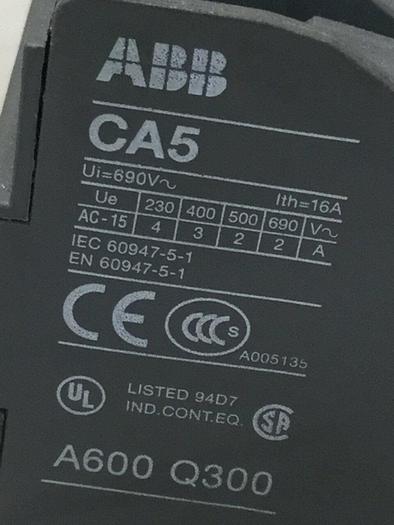 ABB
CA5
Ui=690V~ Ith=16A
Ue 230 400 500 690 V~
AC-15 4 3 2 2 A
IEC 60947-5-1
EN 60947-5-1
CE CCC S
A005135
UL LISTED 94D7
IND.CONT.EQ. SA
A600 Q300